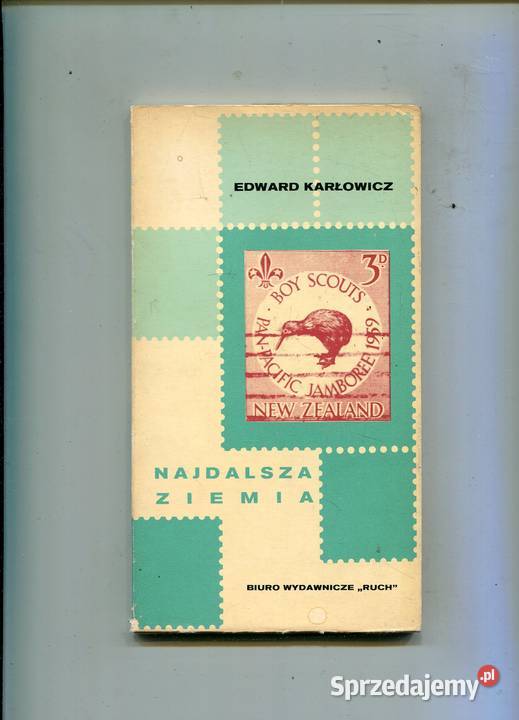 EDWARD KARŁOWICZ
3D.
BOY SCOUTS
PAN-PACIFIC JAMBOREE 1959
NEW ZEALAND
NAJDALSZA
ZIEMIA
BIURO WYDAWNICZE „RUCH”
Sprzedajemy.pl